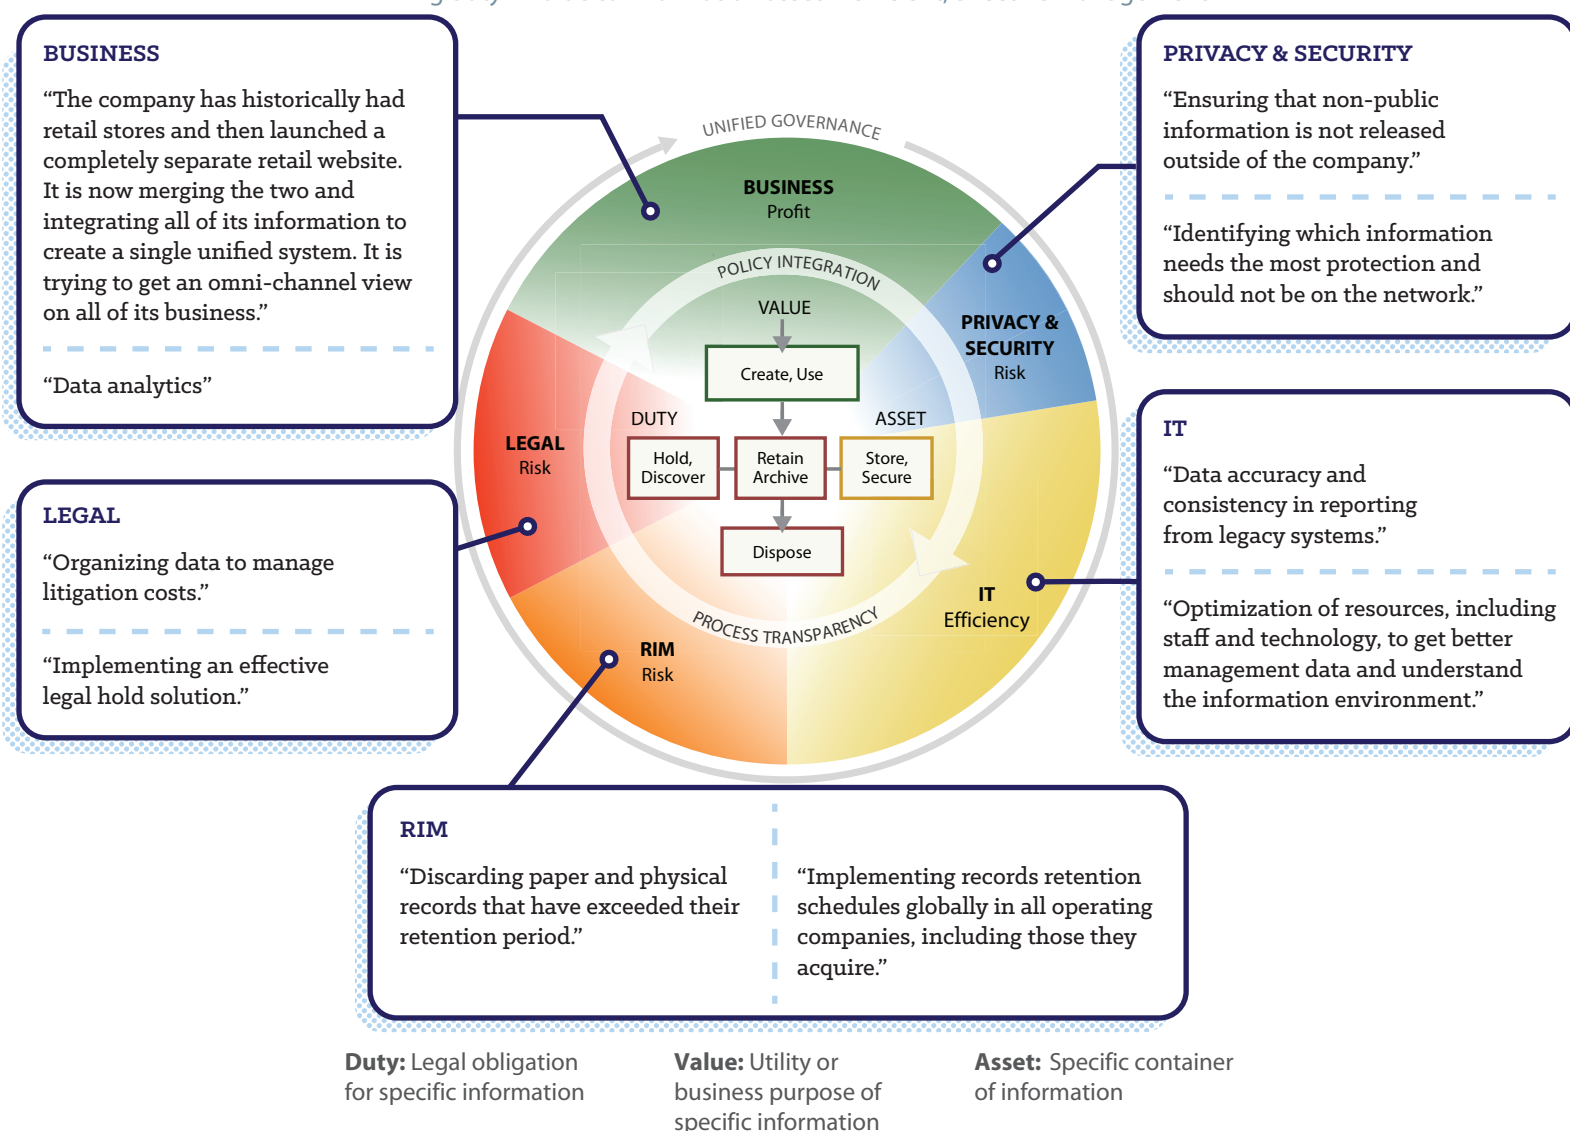 BUSINESS
“The company has historically had
retail stores and then launched a
completely separate retail website.
It is now merging the two and
integrating all of its information to
create a single unified system. It is
trying to get an omni-channel view
on all of its business.”
“Data analytics”
LEGAL
“Organizing data to manage
litigation costs.”
“Implementing an effective
legal hold solution.”
UNIFIED GOVERNANCE
BUSINESS
Profit
POLICY INTEGRATION
VALUE
Create, Use
PRIVACY &
SECURITY
Risk
DUTY
ASSET
LEGAL
Risk
Hold,
Discover
Retain
Archive
Store,
Secure
Dispose
IT
Efficiency
PROCESS TRANSPARENCY
RIM
Risk
PRIVACY & SECURITY
“Ensuring that non-public
information is not released
outside of the company.”
“Identifying which information
needs the most protection and
should not be on the network.”
IT
“Data accuracy and
consistency in reporting
from legacy systems.”
“Optimization of resources, including
staff and technology, to get better
management data and understand
the information environment.”
RIM
“Discarding paper and physical
records that have exceeded their
retention period.”
“Implementing records retention
schedules globally in all operating
companies, including those they
acquire.”
Duty: Legal obligation
for specific information
Value: Utility or
business purpose of
specific information
Asset: Specific container
of information